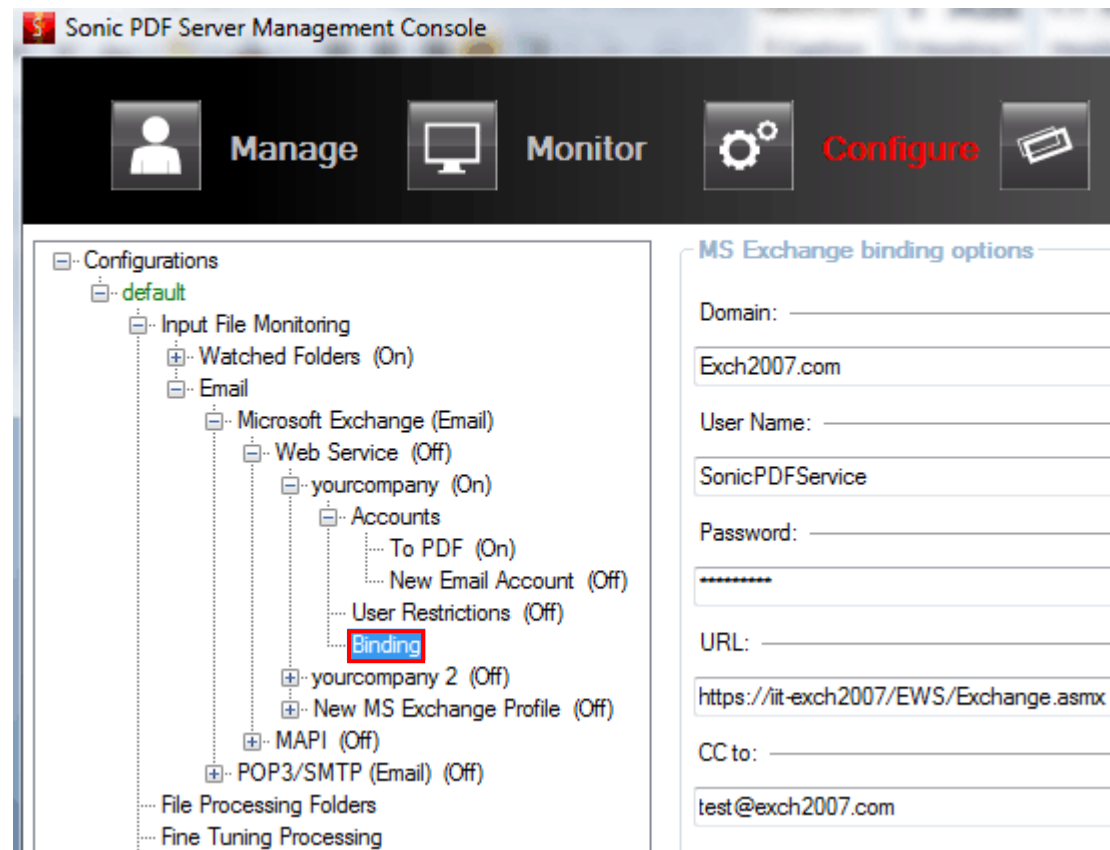 Sonic PDF Server Management Console
Manage
Monitor
Configure
Configurations
default
Input File Monitoring
Watched Folders (On)
Email
Microsoft Exchange (Email)
Web Service (Off)
yourcompany (On)
Accounts
To PDF (On)
New Email Account (Off)
User Restrictions (Off)
Binding
yourcompany 2 (Off)
New MS Exchange Profile (Off)
MAPI (Off)
POP3/SMTP (Email) (Off)
File Processing Folders
Fine Tuning Processing
MS Exchange binding options
Domain:
Exch2007.com
User Name:
SonicPDFService
Password:
*********
URL:
https://iit-exch2007/EWS/Exchange.asmx
CC to:
test@exch2007.com